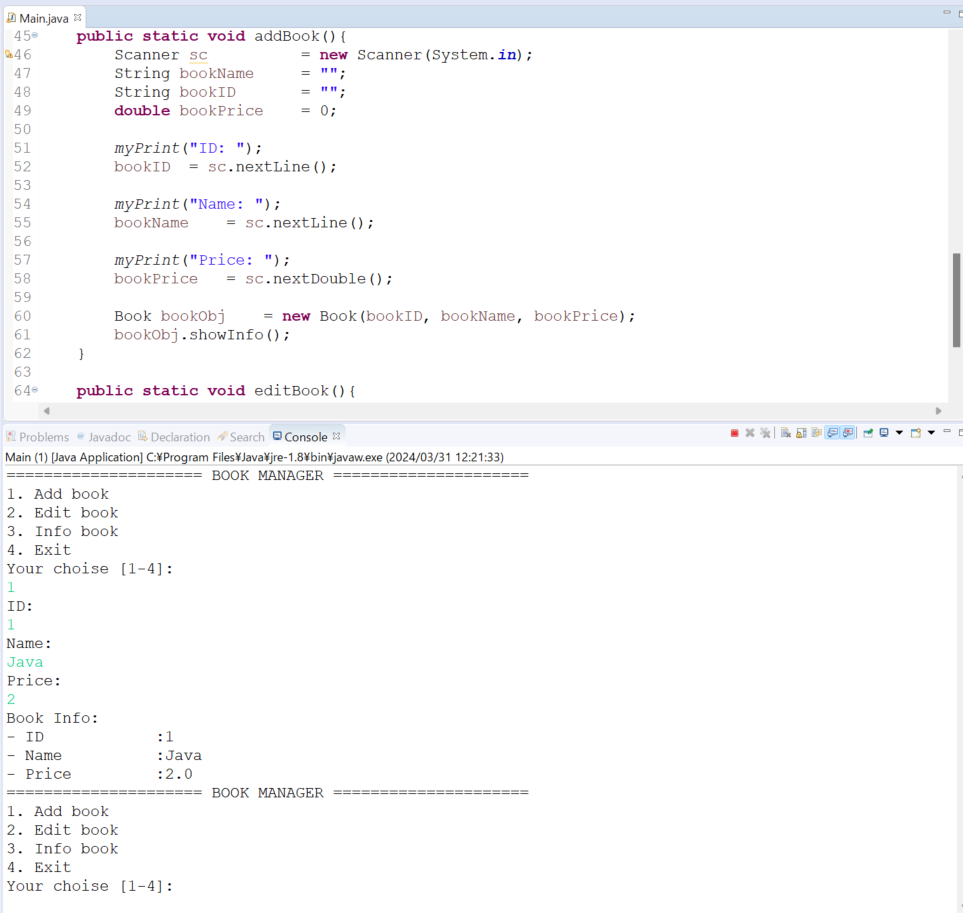 Main.java
45 public static void addBook(){
46 Scanner sc = new Scanner(System.in);
47 String bookName = "";
48 String bookID = "";
49 double bookPrice = 0;
50
51 myPrint("ID: ");
52 bookID = sc.nextLine();
53
54 myPrint("Name: ");
55 bookName = sc.nextLine();
56
57 myPrint("Price: ");
58 bookPrice = sc.nextDouble();
59
60 Book bookObj = new Book(bookID, bookName, bookPrice);
61 bookObj.showInfo();
62 }
63
64 public static void editBook(){
Problems Javadoc Declaration Search Console
Main (1) [Java Application] C:¥Program Files¥Java¥jre-1.8¥bin¥javaw.exe (2024/03/31 12:21:33)
===================== BOOK MANAGER =====================
1. Add book
2. Edit book
3. Info book
4. Exit
Your choise [1-4]:
1
ID:
1
Name:
Java
Price:
2
Book Info:
- ID :1
- Name :Java
- Price :2.0
===================== BOOK MANAGER =====================
1. Add book
2. Edit book
3. Info book
4. Exit
Your choise [1-4]: